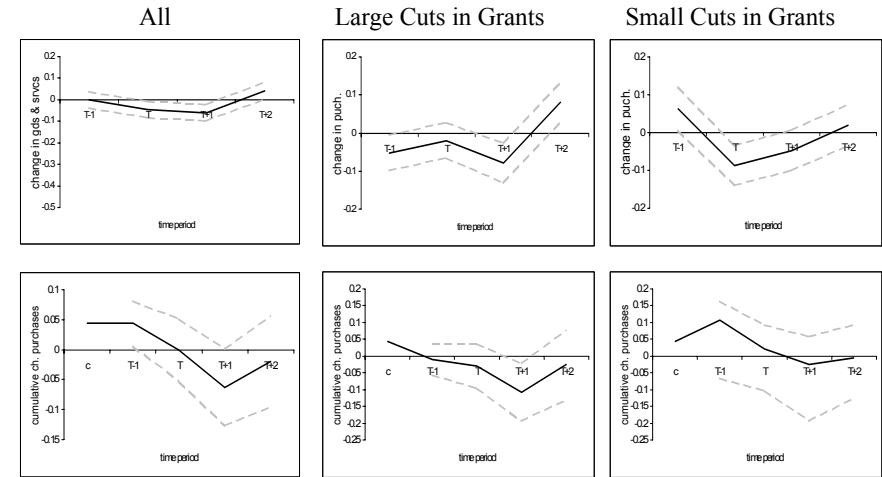 All
Large Cuts in Grants
Small Cuts in Grants
change in gds & srvcs
0.2
0.1
0
-0.1
-0.2
-0.3
-0.4
-0.5
T-1
T
T+1
T+2
time period
change in puch.
0.2
0.1
0
-0.1
-0.2
T-1
T
T+1
T+2
time period
change in puch.
0.2
0.1
0
-0.1
-0.2
T-1
T
T+1
T+2
time period
cumulative ch. purchases
0.1
0.05
0
-0.05
-0.1
-0.15
c
T-1
T
T+1
T+2
time period
cumulative ch. purchases
0.2
0.15
0.1
0.05
0
-0.05
-0.1
-0.15
-0.2
-0.25
c
T-1
T
T+1
T+2
time period
cumulative ch. purchases
0.2
0.15
0.1
0.05
0
-0.05
-0.1
-0.15
-0.2
-0.25
c
T-1
T
T+1
T+2
time period